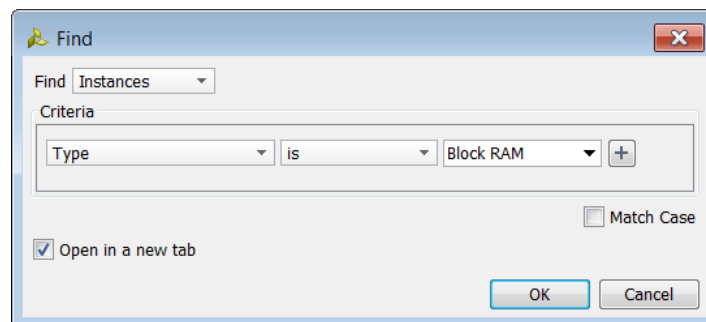 Find
Find Instances
Criteria
Type is Block RAM +
Match Case
Open in a new tab
OK Cancel